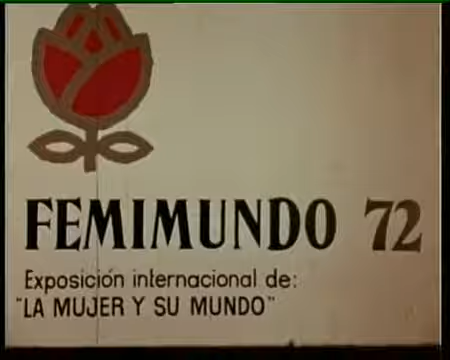 FEMIMUNDO 72
Exposición internacional de:
"LA MUJER Y SU MUNDO"